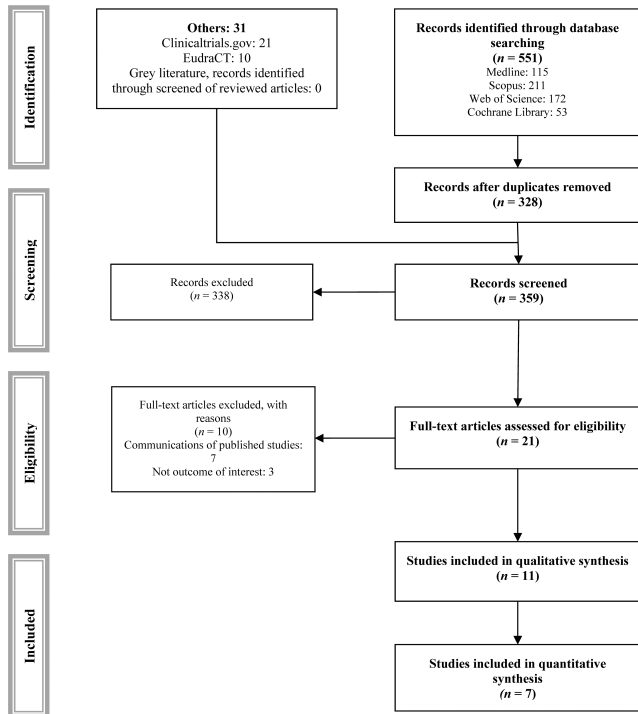 Identification
Others: 31
Clinicaltrials.gov: 21
EudraCT: 10
Grey literature, records identified
through screened of reviewed articles: 0
Records identified through database
searching
(n = 551)
Medline: 115
Scopus: 211
Web of Science: 172
Cochrane Library: 53
Records after duplicates removed
(n = 328)
Screening
Records excluded
(n = 338)
Records screened
(n = 359)
Eligibility
Full-text articles excluded, with
reasons
(n = 10)
Communications of published studies:
7
Not outcome of interest: 3
Full-text articles assessed for eligibility
(n = 21)
Included
Studies included in qualitative synthesis
(n = 11)
Studies included in quantitative
synthesis
(n = 7)